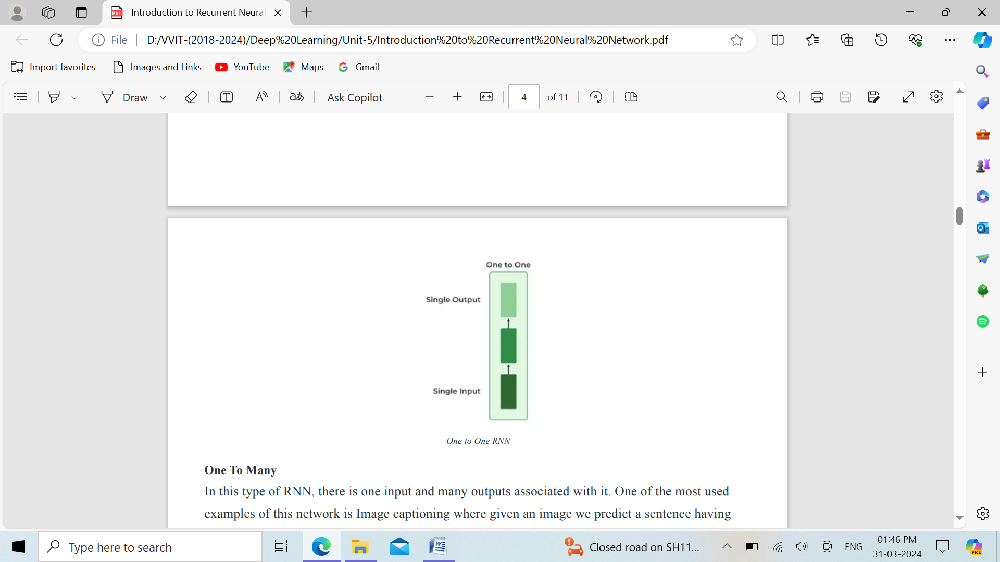 Introduction to Recurrent Neural
File
D:/VVIT-(2018-2024)/Deep%20Learning/Unit-5/Introduction%20to%20Recurrent%20Neural%20Network.pdf
Import favorites
Images and Links
YouTube
Maps
Gmail
Draw
Ask Copilot
4
of 11
One to One
Single Output
Single Input
One to One RNN
One To Many
In this type of RNN, there is one input and many outputs associated with it. One of the most used
examples of this network is Image captioning where given an image we predict a sentence having
Type here to search
Closed road on SH11...
ENG
01:46 PM
31-03-2024